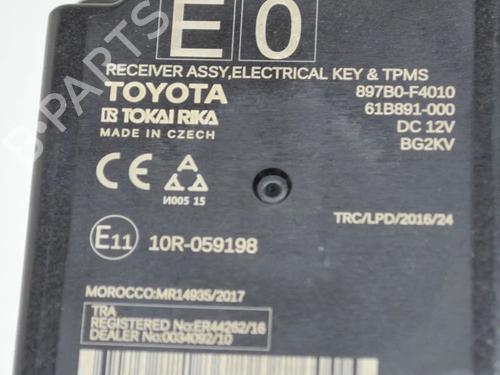 E0
RECEIVER ASSY,ELECTRICAL KEY & TPMS
TOYOTA 897B0-F4010
TOKAI RIKA 61B891-000
MADE IN CZECH DC 12V
BG2KV
CE
И005 15
TRC/LPD/2016/24
E11 10R-059198
MOROCCO:MR14935/2017
TRA
REGISTERED No:ER44262/16
DEALER No:0034092/10
B-PARTS